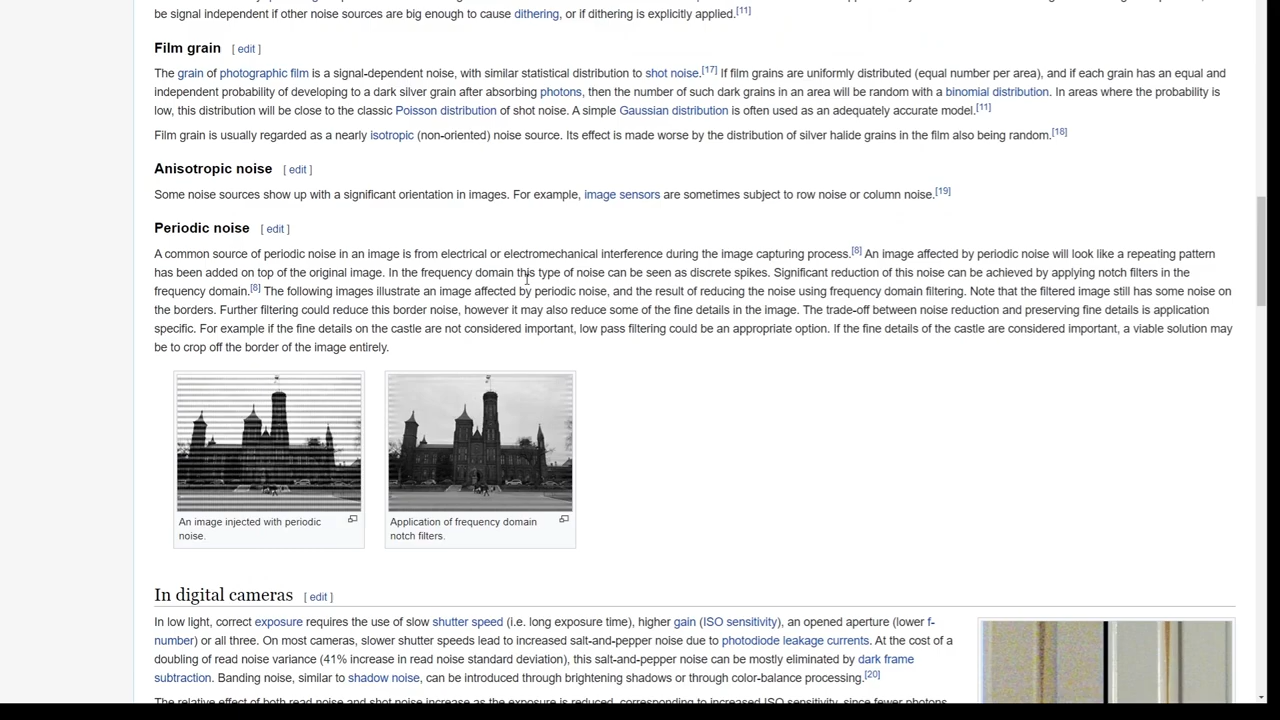 be signal independent if other noise sources are big enough to cause dithering, or if dithering is explicitly applied.[11]
Film grain [ edit ]
The grain of photographic film is a signal-dependent noise, with similar statistical distribution to shot noise.[17] If film grains are uniformly distributed (equal number per area), and if each grain has an equal and
independent probability of developing to a dark silver grain after absorbing photons, then the number of such dark grains in an area will be random with a binomial distribution. In areas where the probability is
low, this distribution will be close to the classic Poisson distribution of shot noise. A simple Gaussian distribution is often used as an adequately accurate model.[11]
Film grain is usually regarded as a nearly isotropic (non-oriented) noise source. Its effect is made worse by the distribution of silver halide grains in the film also being random.[18]
Anisotropic noise [ edit ]
Some noise sources show up with a significant orientation in images. For example, image sensors are sometimes subject to row noise or column noise.[19]
Periodic noise [ edit ]
A common source of periodic noise in an image is from electrical or electromechanical interference during the image capturing process.[8] An image affected by periodic noise will look like a repeating pattern
has been added on top of the original image. In the frequency domain this type of noise can be seen as discrete spikes. Significant reduction of this noise can be achieved by applying notch filters in the
frequency domain.[8] The following images illustrate an image affected by periodic noise, and the result of reducing the noise using frequency domain filtering. Note that the filtered image still has some noise on
the borders. Further filtering could reduce this border noise, however it may also reduce some of the fine details in the image. The trade-off between noise reduction and preserving fine details is application
specific. For example if the fine details on the castle are not considered important, low pass filtering could be an appropriate option. If the fine details of the castle are considered important, a viable solution may
be to crop off the border of the image entirely.
An image injected with periodic
noise.
Application of frequency domain
notch filters.
In digital cameras [ edit ]
In low light, correct exposure requires the use of slow shutter speed (i.e. long exposure time), higher gain (ISO sensitivity), an opened aperture (lower f-
number) or all three. On most cameras, slower shutter speeds lead to increased salt-and-pepper noise due to photodiode leakage currents. At the cost of a
doubling of read noise variance (41% increase in read noise standard deviation), this salt-and-pepper noise can be mostly eliminated by dark frame
subtraction. Banding noise, similar to shadow noise, can be introduced through brightening shadows or through color-balance processing.[20]
The relative effect of both read noise and shot noise increase as the exposure is reduced, corresponding to increased ISO sensitivity, since fewer photons